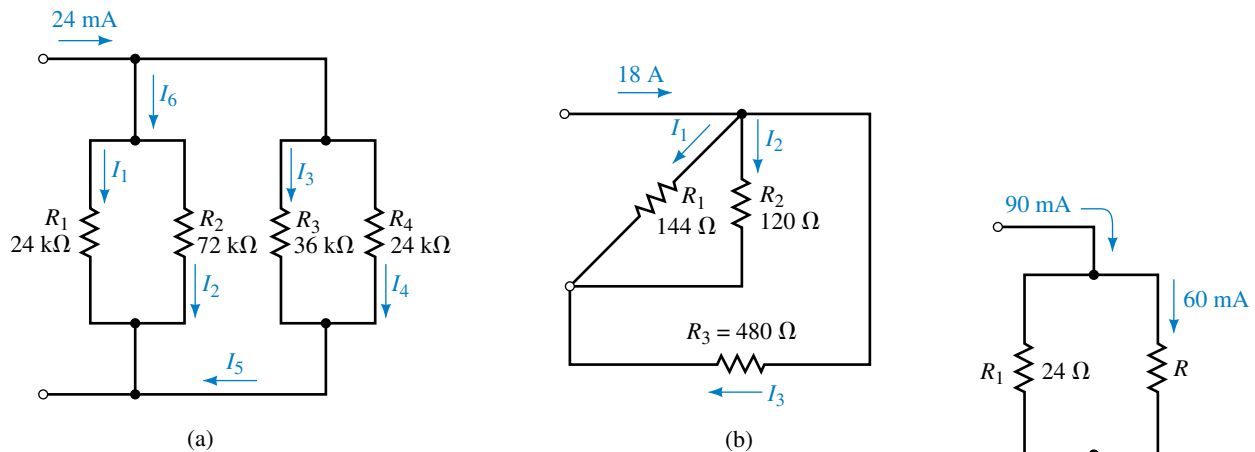 24 mA
I6
I1
I3
R1
24 kΩ
R2
72 kΩ
R3
36 kΩ
R4
24 kΩ
I2
I4
I5
(a)
18 A
I1
I2
R1
144 Ω
R2
120 Ω
R3 = 480 Ω
I3
(b)
90 mA
60 mA
R1
24 Ω
R